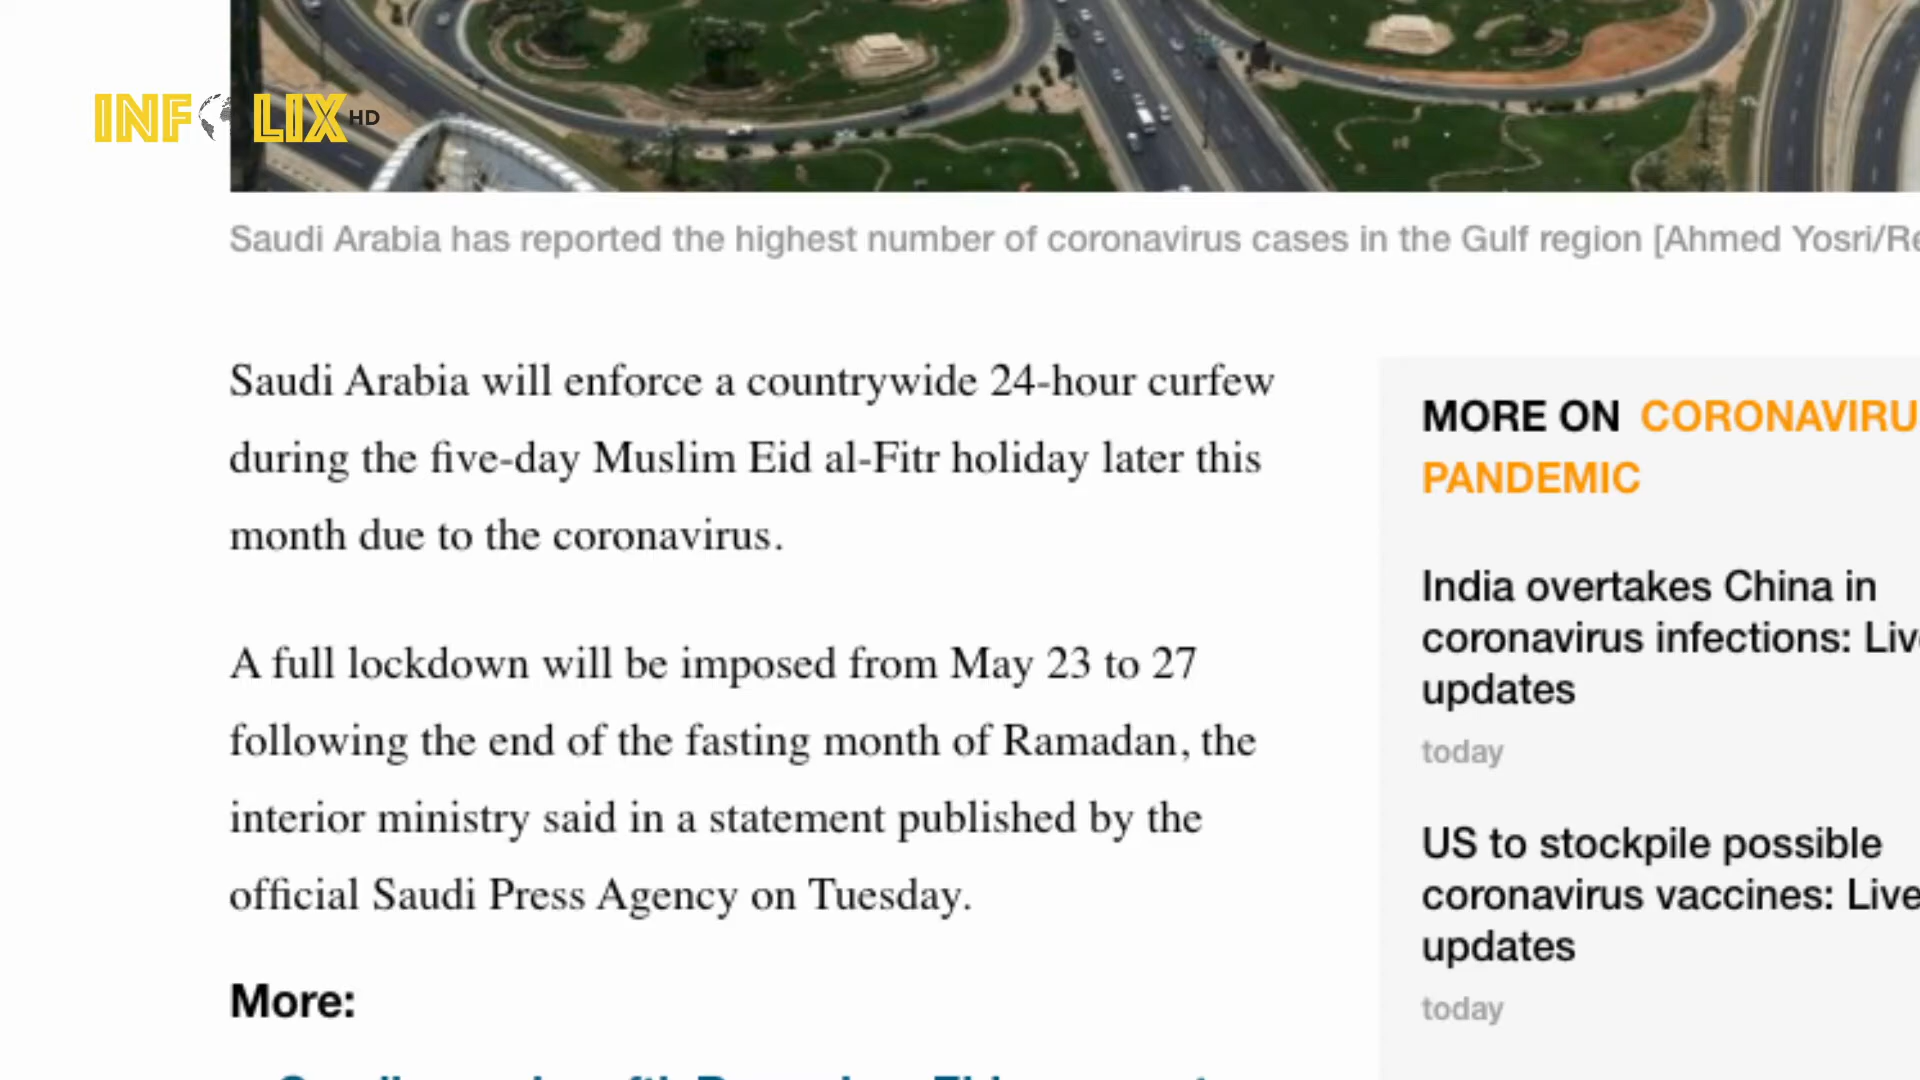 INF LIX HD
Saudi Arabia has reported the highest number of coronavirus cases in the Gulf region [Ahmed Yosri/Re
Saudi Arabia will enforce a countrywide 24-hour curfew
during the five-day Muslim Eid al-Fitr holiday later this
month due to the coronavirus.
A full lockdown will be imposed from May 23 to 27
following the end of the fasting month of Ramadan, the
interior ministry said in a statement published by the
official Saudi Press Agency on Tuesday.
More:
MORE ON CORONAVIRU
PANDEMIC
India overtakes China in
coronavirus infections: Liv
updates
today
US to stockpile possible
coronavirus vaccines: Live
updates
today